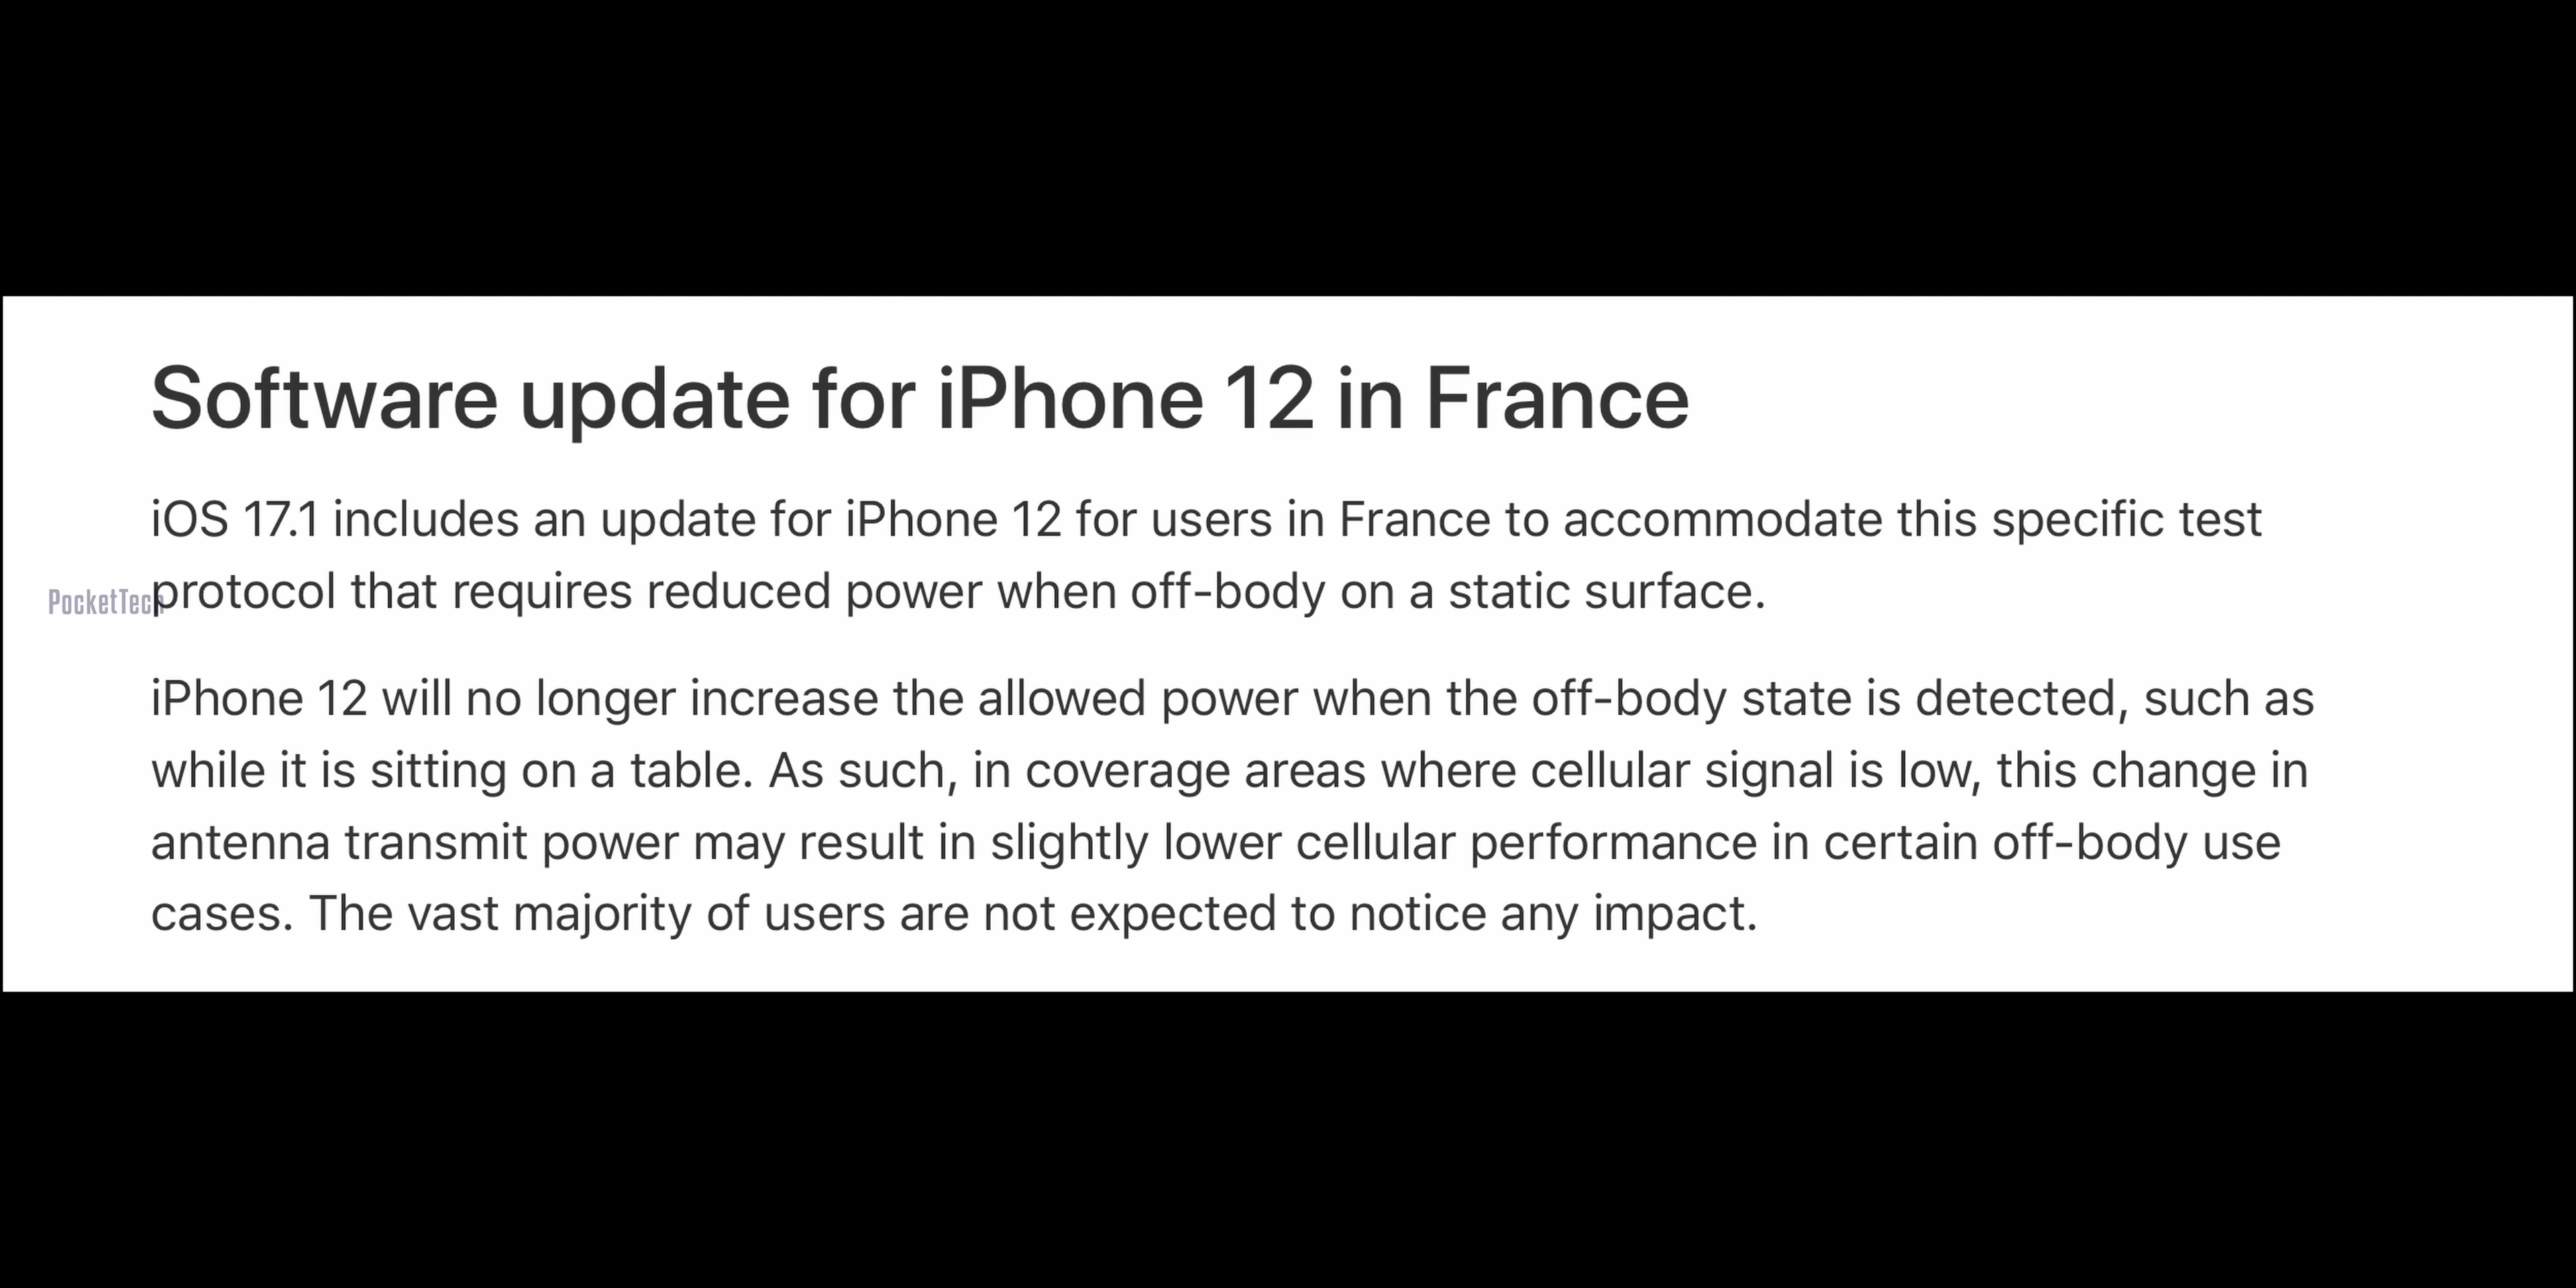 Software update for iPhone 12 in France
iOS 17.1 includes an update for iPhone 12 for users in France to accommodate this specific test
protocol that requires reduced power when off-body on a static surface.
PocketTech
iPhone 12 will no longer increase the allowed power when the off-body state is detected, such as
while it is sitting on a table. As such, in coverage areas where cellular signal is low, this change in
antenna transmit power may result in slightly lower cellular performance in certain off-body use
cases. The vast majority of users are not expected to notice any impact.